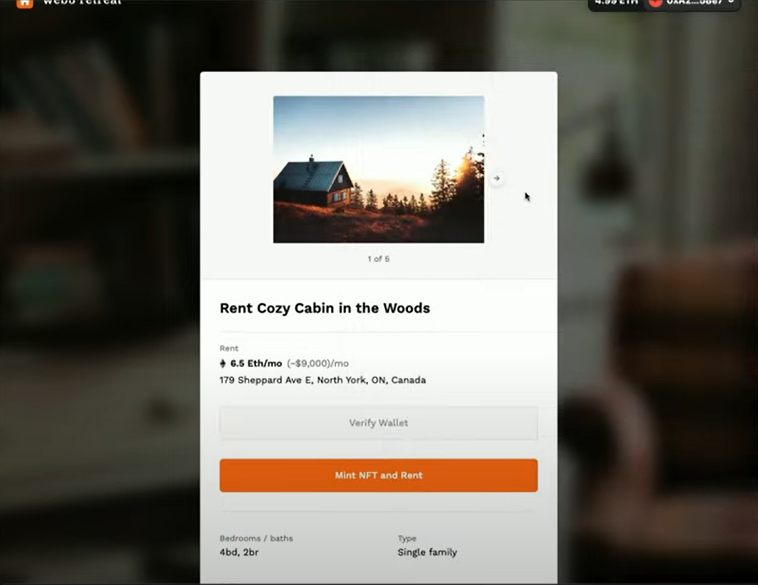 web3 retreat
4.99 ETH
1 of 5
Rent Cozy Cabin in the Woods
Rent
6.5 Eth/mo (~$9,000)/mo
179 Sheppard Ave E, North York, ON, Canada
Verify Wallet
Mint NFT and Rent
Bedrooms / baths Type
4bd, 2br Single family